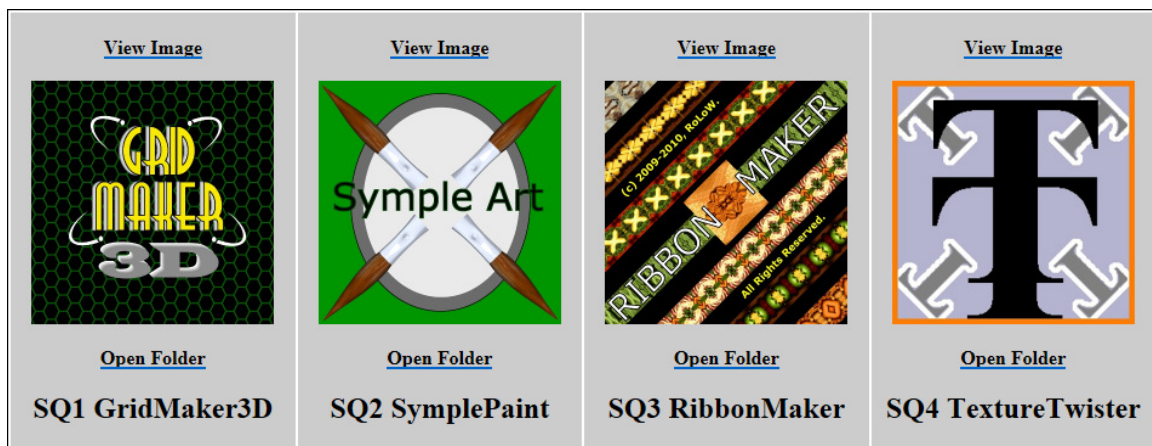 View Image
View Image
View Image
View Image
GRID
MAKER
3D
Symple Art
(c) 2009-2010, RoLoW.
RIBBON MAKER
All Rights Reserved.
T
T
T
T
T
T
Open Folder
Open Folder
Open Folder
Open Folder
SQ1 GridMaker3D
SQ2 SymplePaint
SQ3 RibbonMaker
SQ4 TextureTwister